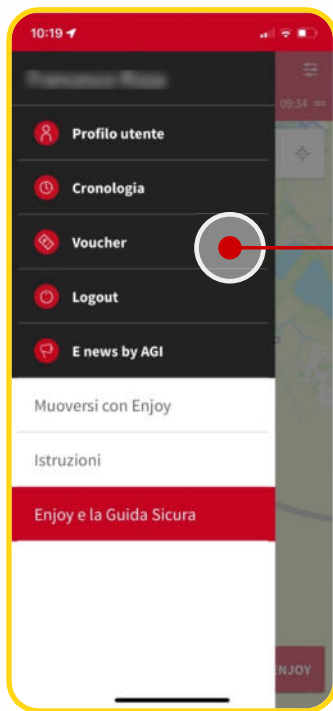 10:19
09:34
Profilo utente
Cronologia
Voucher
Logout
E news by AGI
Muoversi con Enjoy
Istruzioni
Enjoy e la Guida Sicura
NJOY